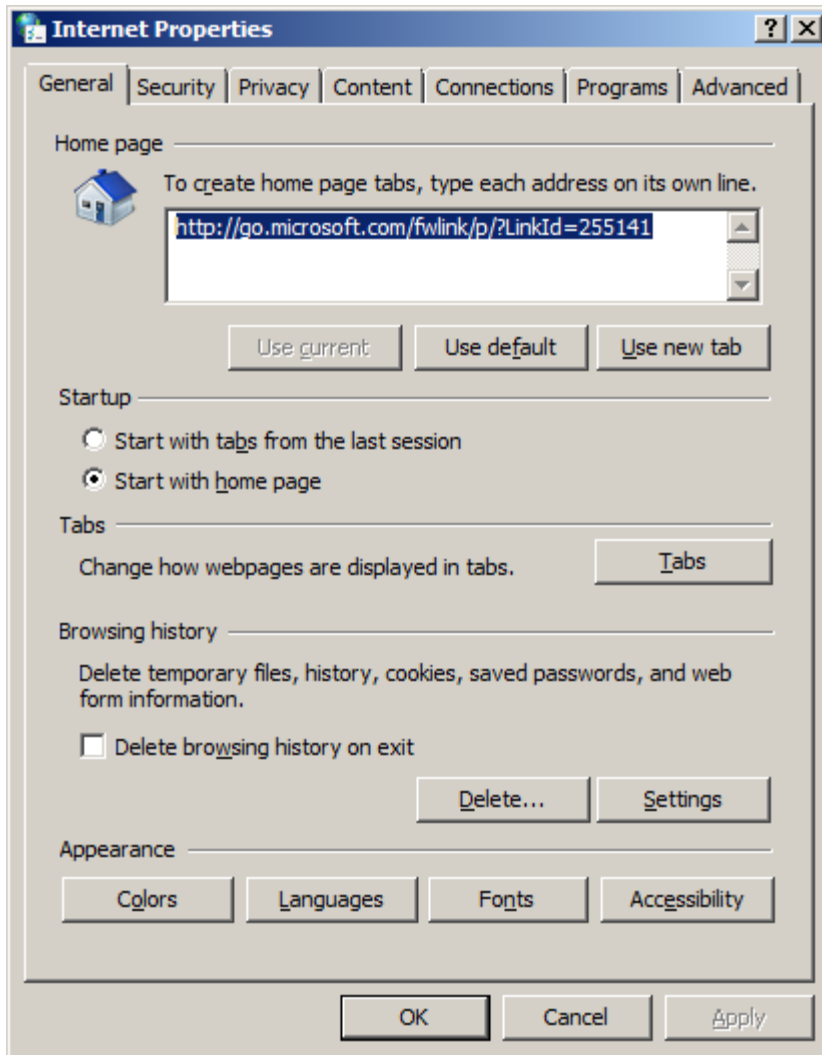 Internet Properties
General Security Privacy Content Connections Programs Advanced
Home page
To create home page tabs, type each address on its own line.
http://go.microsoft.com/fwlink/p/?LinkId=255141
Use current Use default Use new tab
Startup
Start with tabs from the last session
Start with home page
Tabs
Change how webpages are displayed in tabs. Tabs
Browsing history
Delete temporary files, history, cookies, saved passwords, and web
form information.
Delete browsing history on exit
Delete... Settings
Appearance
Colors Languages Fonts Accessibility
OK Cancel Apply